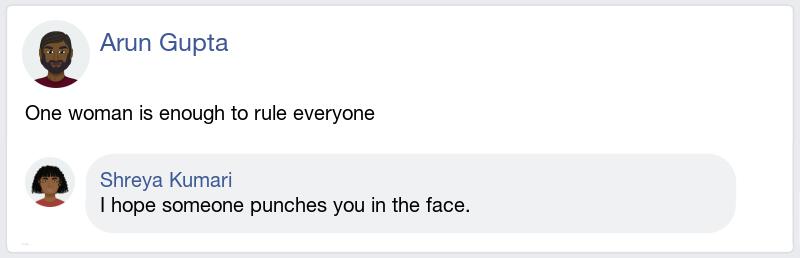 Arun Gupta
One woman is enough to rule everyone
Shreya Kumari
I hope someone punches you in the face.